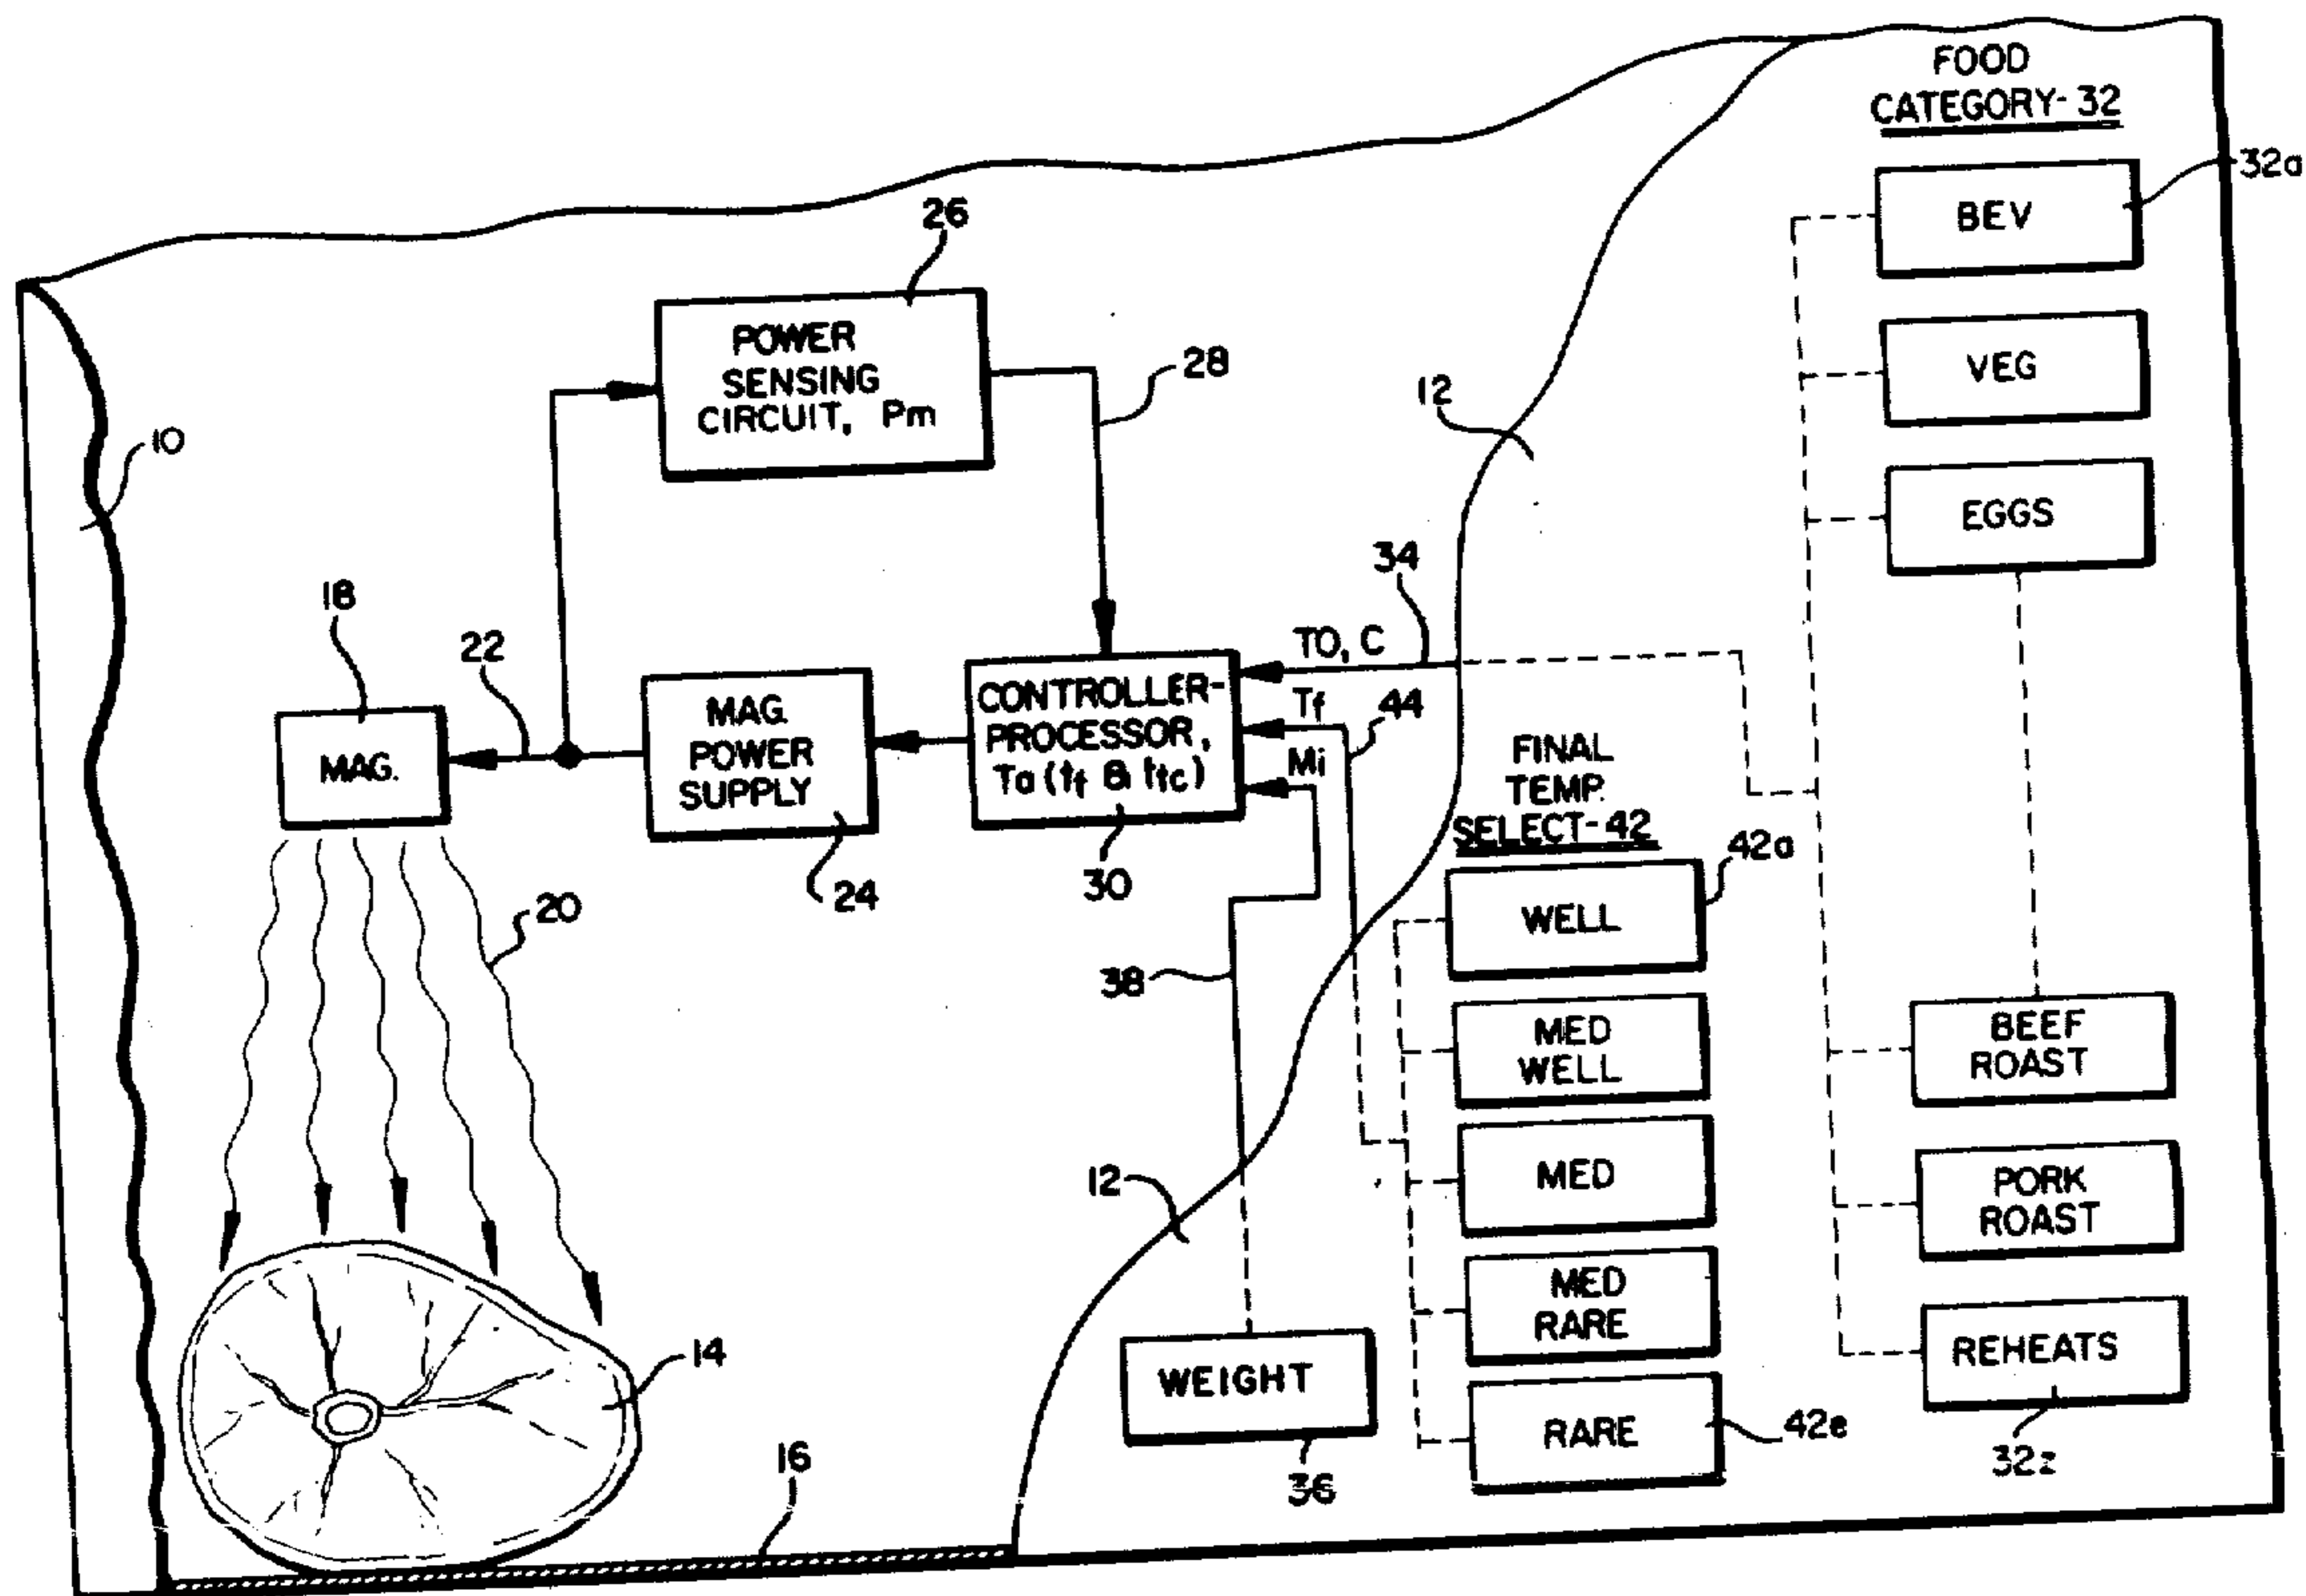 FOOD
CATEGORY-32
32a
BEV
VEG
EGGS
BEEF
ROAST
PORK
ROAST
REHEATS
32z
26
POWER
SENSING
CIRCUIT, Pm
28
12
10
34
18
22
TO, C
Tf
44
Mi
CONTROLLER-
PROCESSOR,
Ta (tf & ttc)
30
MAG.
MAG.
POWER
SUPPLY
24
20
38
FINAL
TEMP.
SELECT-42
42a
WELL
MED
WELL
MED
MED
RARE
RARE
42e
12
14
WEIGHT
36
16